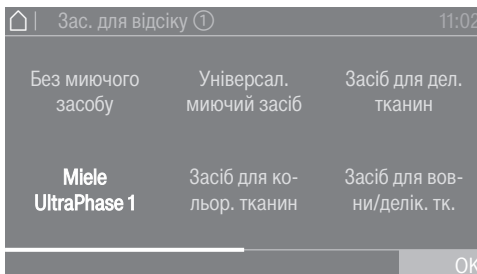 Зас. для відсіку ① 11:02
Без миючого Універсал. Засіб для дел.
засобу миючий засіб тканин
Miele Засіб для ко- Засіб для вов-
UltraPhase 1 льор. тканин ни/делік. тк.
OK